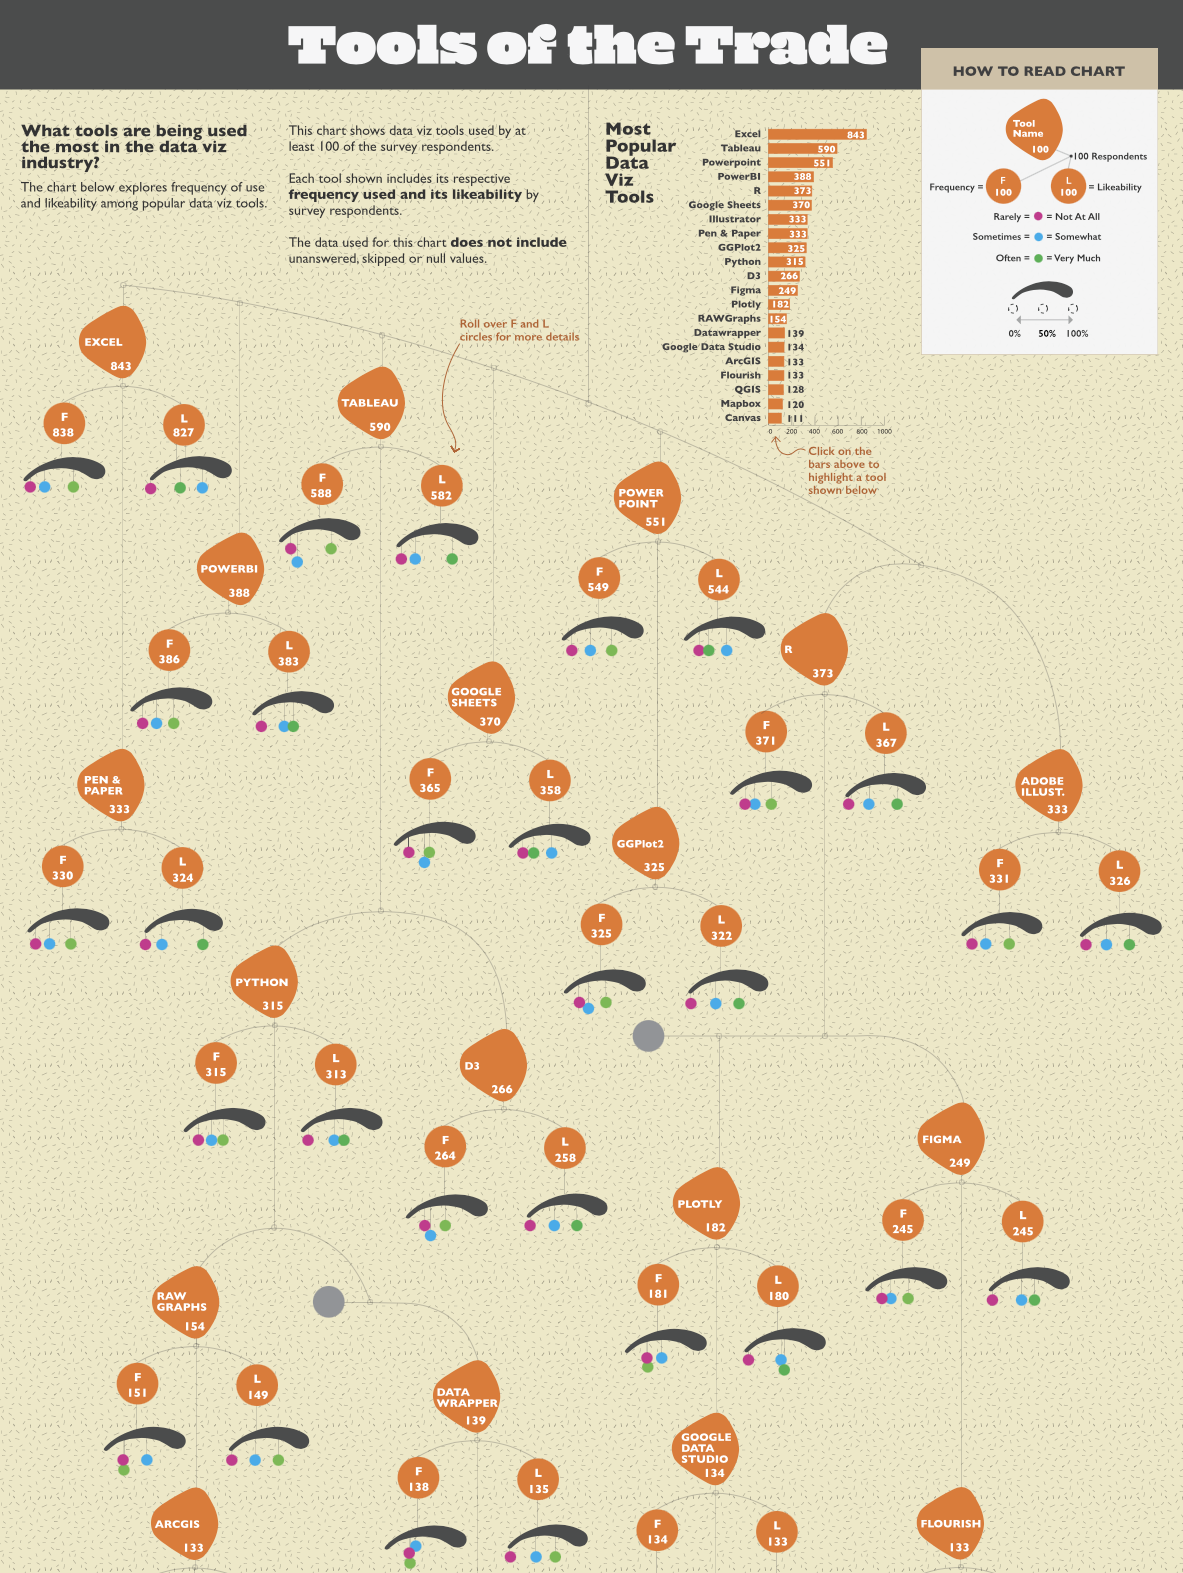 Tools of the Trade
HOW TO READ CHART
Tool
Name
100
100 Respondents
Frequency =
F
100
L
100
= Likeability
Rarely = = Not At All
Sometimes = = Somewhat
Often = = Very Much
0% 50% 100%
What tools are being used
the most in the data viz
industry?
The chart below explores frequency of use
and likeability among popular data viz tools.
This chart shows data viz tools used by at
least 100 of the survey respondents.
Each tool shown includes its respective
frequency used and its likeability by
survey respondents.
The data used for this chart does not include
unanswered, skipped or null values.
Most
Popular
Data
Viz
Tools
Excel 843
Tableau 590
Powerpoint 551
PowerBI 388
R 373
Google Sheets 370
Illustrator 333
Pen & Paper 333
GGPlot2 325
Python 315
D3 266
Figma 249
Plotly 182
RAWGraphs 154
Datawrapper 139
Google Data Studio 134
ArcGIS 133
Flourish 133
QGIS 128
Mapbox 120
Canvas 111
0 200 400 600 800 1000
Click on the
bars above to
highlight a tool
shown below
Roll over F and L
circles for more details
EXCEL
843
F
838
L
827
TABLEAU
590
F
588
L
582
POWER
POINT
551
F
549
L
544
POWERBI
388
F
386
L
383
R
373
F
371
L
367
GOOGLE
SHEETS
370
F
365
L
358
PEN &
PAPER
333
F
330
L
324
ADOBE
ILLUST.
333
F
331
L
326
GGPlot2
325
F
325
L
322
PYTHON
315
F
315
L
313
D3
266
F
264
L
258
FIGMA
249
F
245
L
245
PLOTLY
182
F
181
L
180
RAW
GRAPHS
154
F
151
L
149
DATA
WRAPPER
139
F
138
L
135
GOOGLE
DATA
STUDIO
134
F
134
L
133
ARCGIS
133
FLOURISH
133